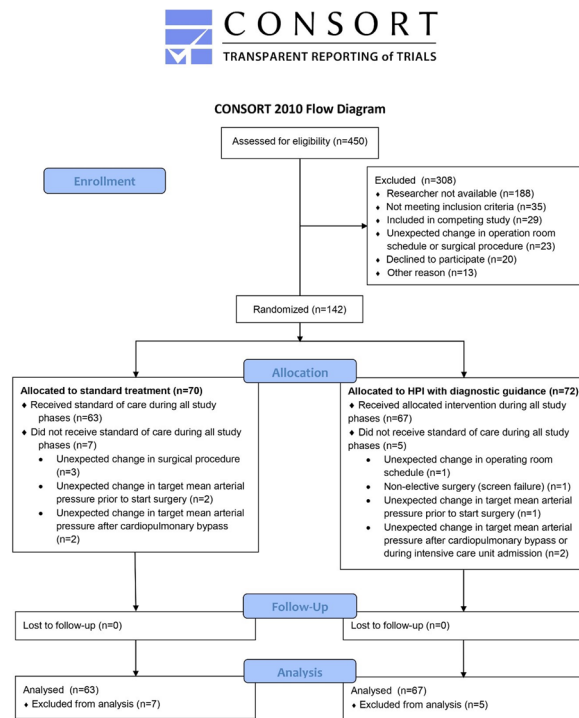 CONSORT
TRANSPARENT REPORTING of TRIALS
CONSORT 2010 Flow Diagram
Assessed for eligibility (n=450)
Enrollment
Excluded (n=308)
♦ Researcher not available (n=188)
♦ Not meeting inclusion criteria (n=35)
♦ Included in competing study (n=29)
♦ Unexpected change in operation room
schedule or surgical procedure (n=23)
♦ Declined to participate (n=20)
♦ Other reason (n=13)
Randomized (n=142)
Allocation
Allocated to standard treatment (n=70)
♦ Received standard of care during all study
phases (n=63)
♦ Did not receive standard of care during all study
phases (n=7)
• Unexpected change in surgical procedure
(n=3)
• Unexpected change in target mean arterial
pressure prior to start surgery (n=2)
• Unexpected change in target mean arterial
pressure after cardiopulmonary bypass
(n=2)
Allocated to HPI with diagnostic guidance (n=72)
♦ Received allocated intervention during all study
phases (n=67)
♦ Did not receive standard of care during all study
phases (n=5)
• Unexpected change in operating room
schedule (n=1)
• Non-elective surgery (screen failure) (n=1)
• Unexpected change in target mean arterial
pressure prior to start surgery (n=1)
• Unexpected change in target mean arterial
pressure after cardiopulmonary bypass or
during intensive care unit admission (n=2)
Follow-Up
Lost to follow-up (n=0)
Lost to follow-up (n=0)
Analysis
Analysed (n=63)
♦ Excluded from analysis (n=7)
Analysed (n=67)
♦ Excluded from analysis (n=5)